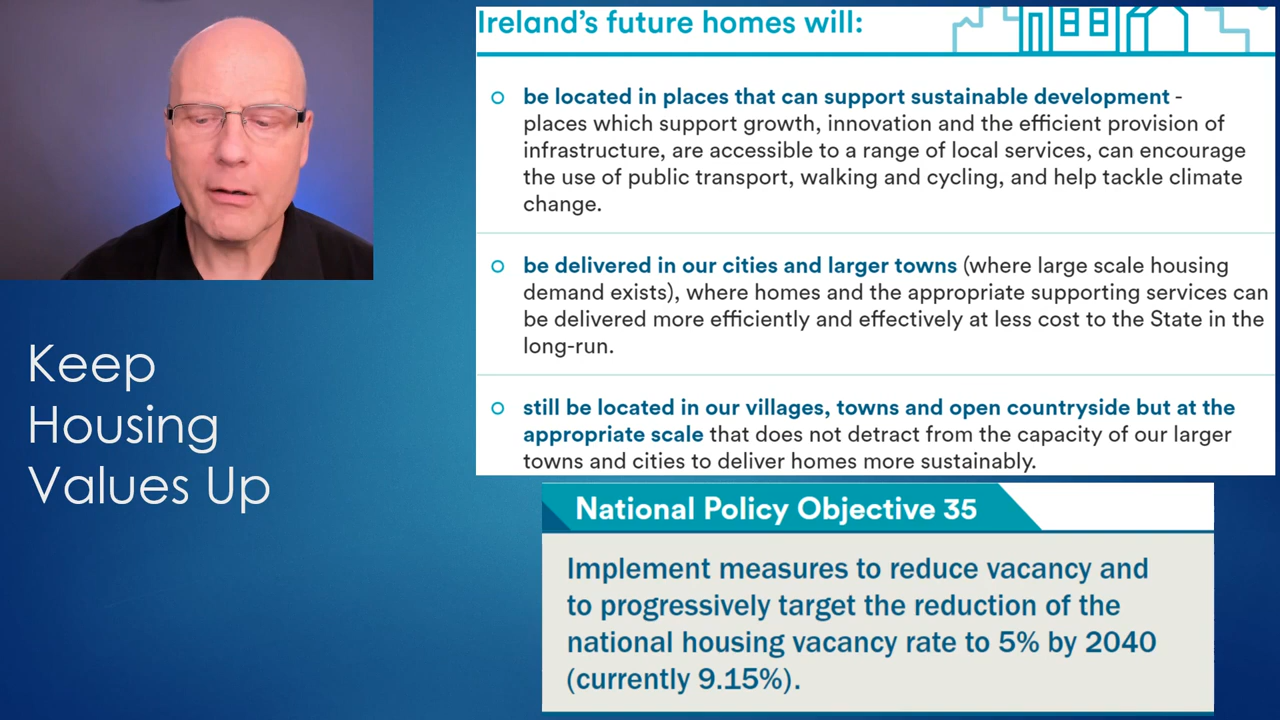 Keep
Housing
Values Up
Ireland's future homes will:
be located in places that can support sustainable development -
places which support growth, innovation and the efficient provision of
infrastructure, are accessible to a range of local services, can encourage
the use of public transport, walking and cycling, and help tackle climate
change.
be delivered in our cities and larger towns (where large scale housing
demand exists), where homes and the appropriate supporting services can
be delivered more efficiently and effectively at less cost to the State in the
long-run.
still be located in our villages, towns and open countryside but at the
appropriate scale that does not detract from the capacity of our larger
towns and cities to deliver homes more sustainably.
National Policy Objective 35
Implement measures to reduce vacancy and
to progressively target the reduction of the
national housing vacancy rate to 5% by 2040
(currently 9.15%).